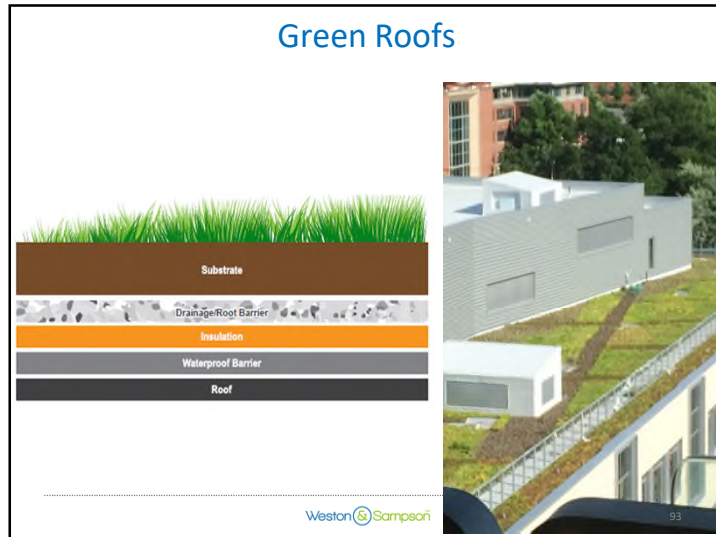 Green Roofs
Substrate
Drainage/Root Barrier
Insulation
Waterproof Barrier
Roof
Weston & Sampson
93